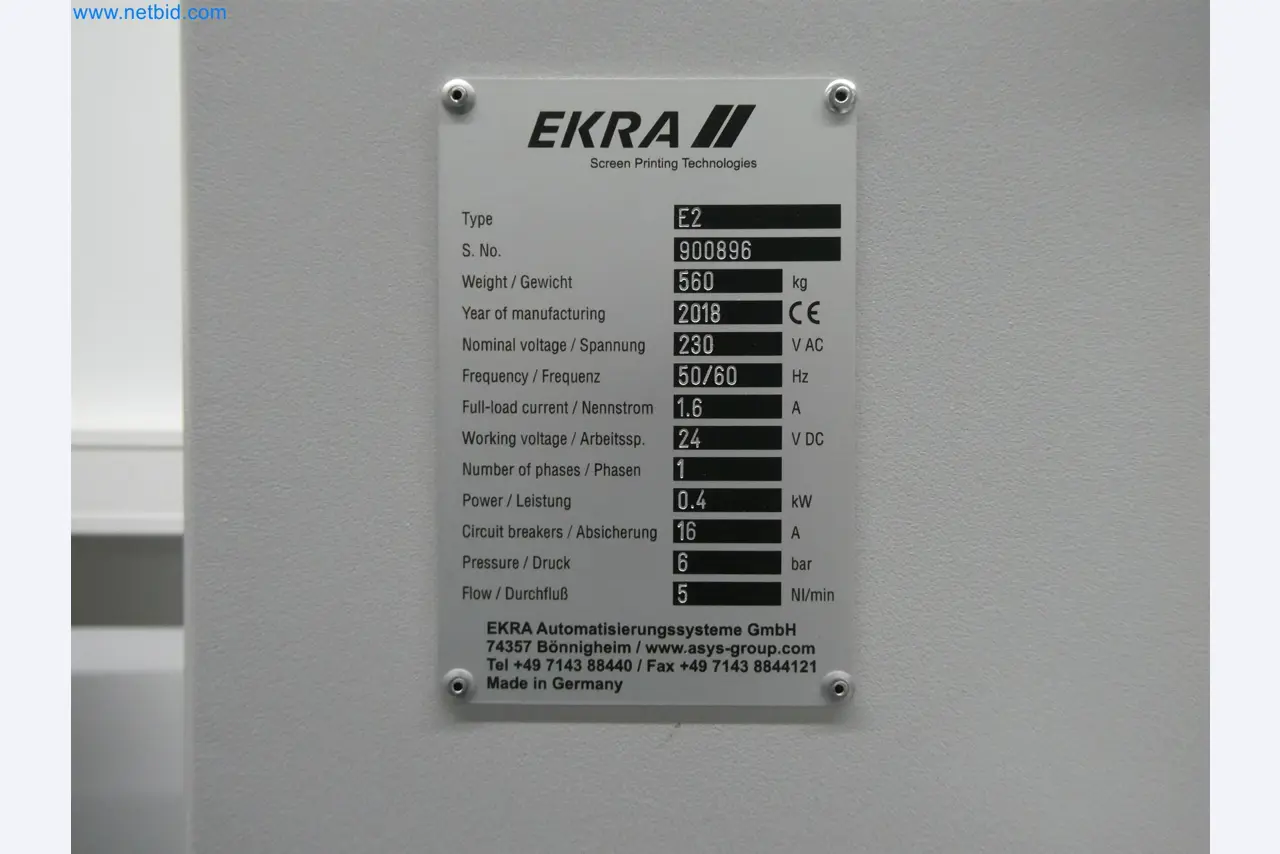 www.netbid.com
EKRA
Screen Printing Technologies
Type E2
S. No. 900896
Weight / Gewicht 560 kg
Year of manufacturing 2018 CE
Nominal voltage / Spannung 230 V AC
Frequency / Frequenz 50/60 Hz
Full-load current / Nennstrom 1.6 A
Working voltage / Arbeitssp. 24 V DC
Number of phases / Phasen 1
Power / Leistung 0.4 kW
Circuit breakers / Absicherung 16 A
Pressure / Druck 6 bar
Flow / Durchfluß 5 Nl/min
EKRA Automatisierungssysteme GmbH
74357 Bönnigheim / www.asys-group.com
Tel +49 7143 88440 / Fax +49 7143 8844121
Made in Germany